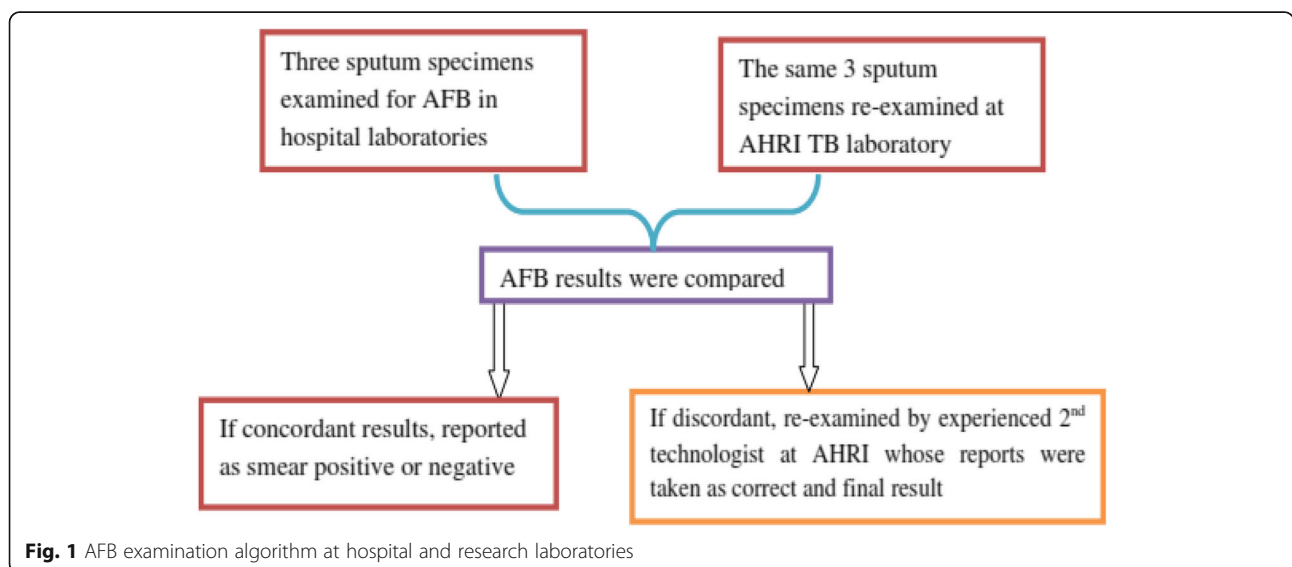 Three sputum specimens
examined for AFB in
hospital laboratories
The same 3 sputum
specimens re-examined at
AHRI TB laboratory
AFB results were compared
If concordant results, reported
as smear positive or negative
If discordant, re-examined by experienced 2nd
technologist at AHRI whose reports were
taken as correct and final result
Fig. 1 AFB examination algorithm at hospital and research laboratories